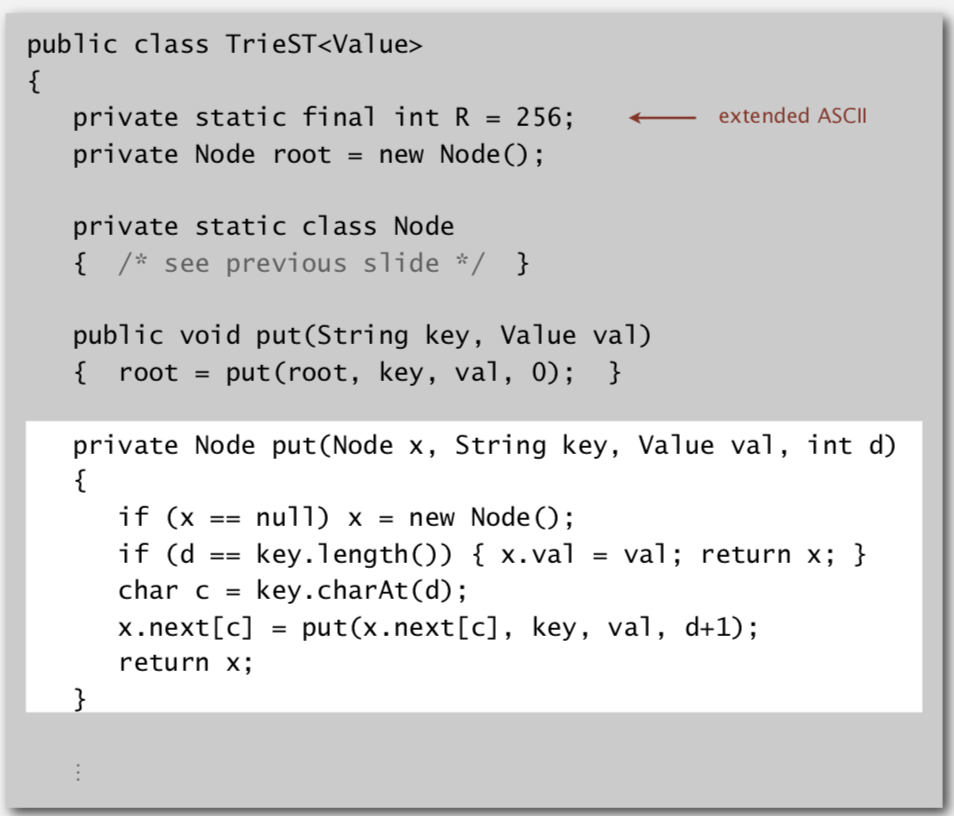 public class TrieST<Value>
{
private static final int R = 256; extended ASCII
private Node root = new Node();
private static class Node
{ /* see previous slide */ }
public void put(String key, Value val)
{ root = put(root, key, val, 0); }
private Node put(Node x, String key, Value val, int d)
{
if (x == null) x = new Node();
if (d == key.length()) { x.val = val; return x; }
char c = key.charAt(d);
x.next[c] = put(x.next[c], key, val, d+1);
return x;
}
⋮